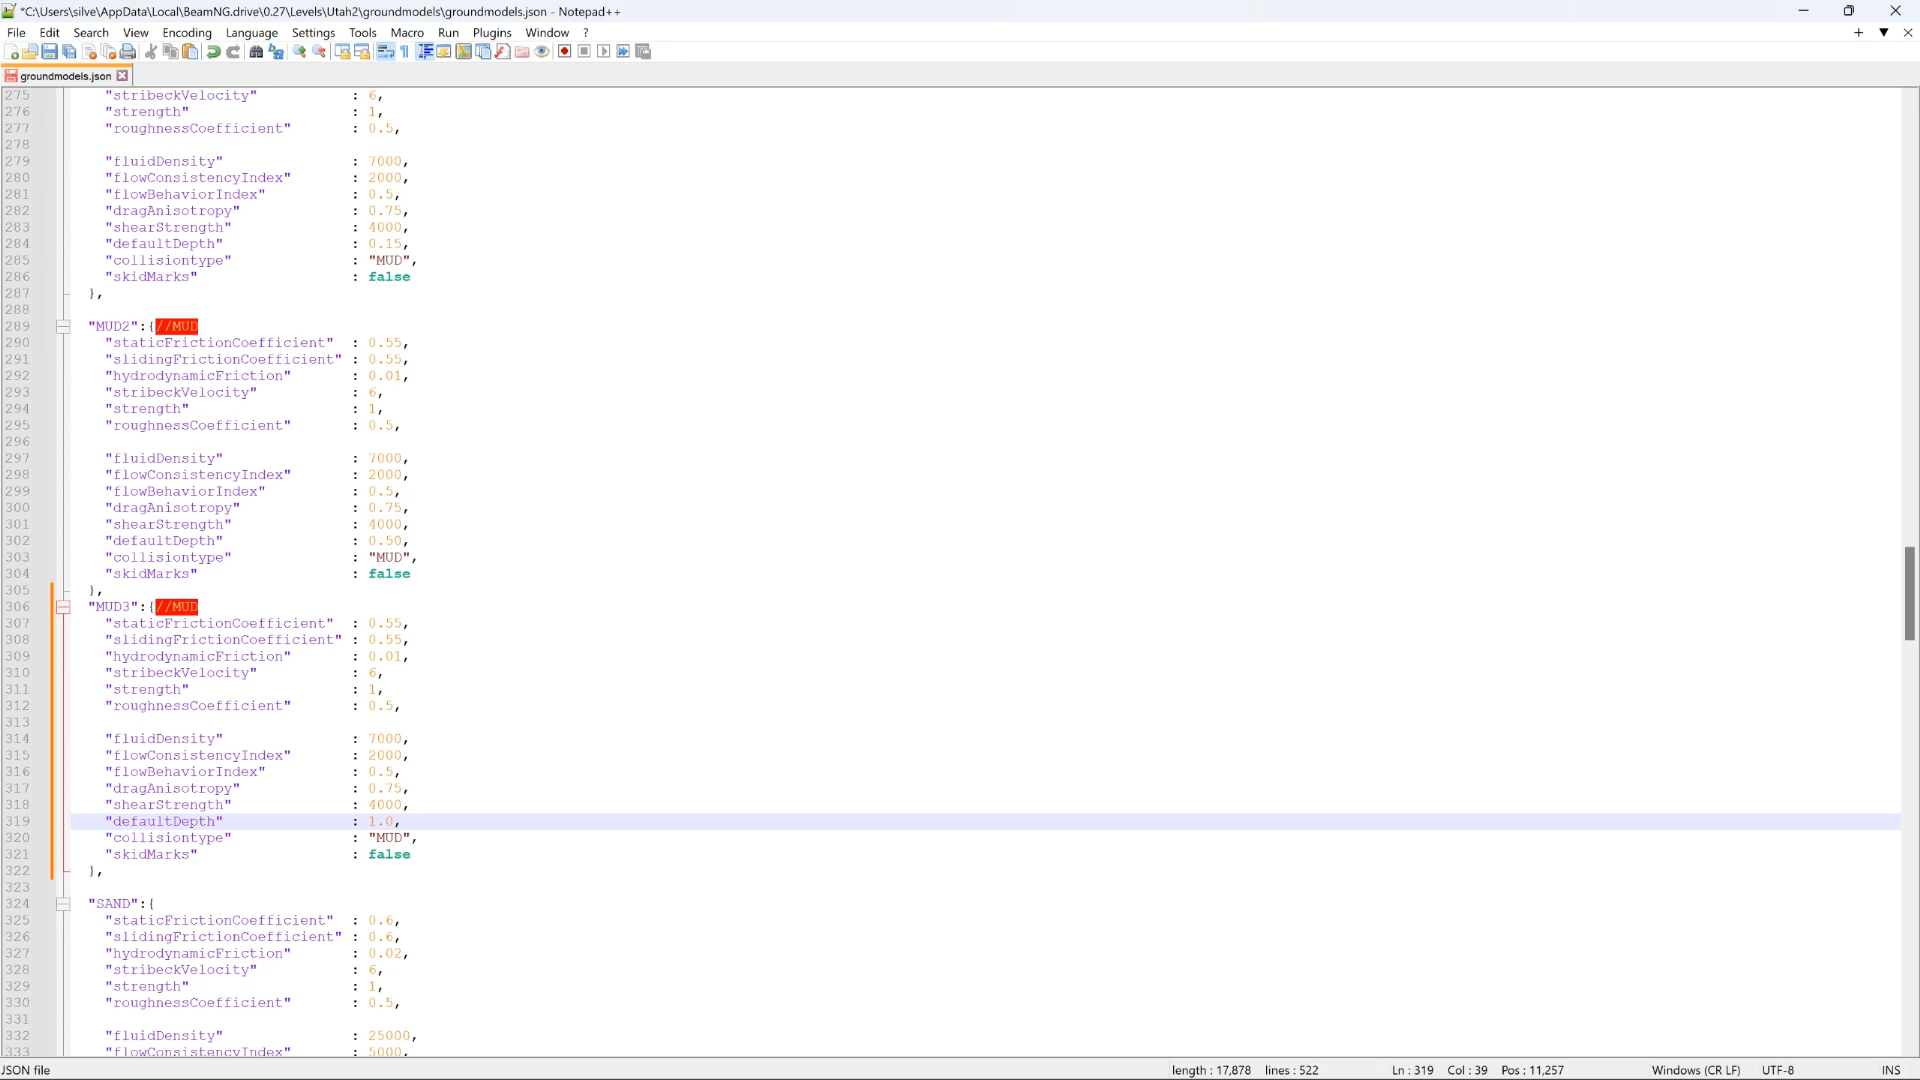 *C:\Users\silve\AppData\Local\BeamNG.drive\0.27\Levels\Utah2\groundmodels\groundmodels.json - Notepad++
File Edit Search View Encoding Language Settings Tools Macro Run Plugins Window ?
groundmodels.json
275 "stribeckVelocity" : 6,
276 "strength" : 1,
277 "roughnessCoefficient" : 0.5,
278
279 "fluidDensity" : 7000,
280 "flowConsistencyIndex" : 2000,
281 "flowBehaviorIndex" : 0.5,
282 "dragAnisotropy" : 0.75,
283 "shearStrength" : 4000,
284 "defaultDepth" : 0.15,
285 "collisiontype" : "MUD",
286 "skidMarks" : false
287 },
288
289 "MUD2":{//MUD
290 "staticFrictionCoefficient" : 0.55,
291 "slidingFrictionCoefficient" : 0.55,
292 "hydrodynamicFriction" : 0.01,
293 "stribeckVelocity" : 6,
294 "strength" : 1,
295 "roughnessCoefficient" : 0.5,
296
297 "fluidDensity" : 7000,
298 "flowConsistencyIndex" : 2000,
299 "flowBehaviorIndex" : 0.5,
300 "dragAnisotropy" : 0.75,
301 "shearStrength" : 4000,
302 "defaultDepth" : 0.50,
303 "collisiontype" : "MUD",
304 "skidMarks" : false
305 },
306 "MUD3":{//MUD
307 "staticFrictionCoefficient" : 0.55,
308 "slidingFrictionCoefficient" : 0.55,
309 "hydrodynamicFriction" : 0.01,
310 "stribeckVelocity" : 6,
311 "strength" : 1,
312 "roughnessCoefficient" : 0.5,
313
314 "fluidDensity" : 7000,
315 "flowConsistencyIndex" : 2000,
316 "flowBehaviorIndex" : 0.5,
317 "dragAnisotropy" : 0.75,
318 "shearStrength" : 4000,
319 "defaultDepth" : 1.0,
320 "collisiontype" : "MUD",
321 "skidMarks" : false
322 },
323
324 "SAND":{
325 "staticFrictionCoefficient" : 0.6,
326 "slidingFrictionCoefficient" : 0.6,
327 "hydrodynamicFriction" : 0.02,
328 "stribeckVelocity" : 6,
329 "strength" : 1,
330 "roughnessCoefficient" : 0.5,
331
332 "fluidDensity" : 25000,
333 "flowConsistencyIndex" : 5000,
JSON file length : 17,878 lines : 522 Ln : 319 Col : 39 Pos : 11,257 Windows (CR LF) UTF-8 INS